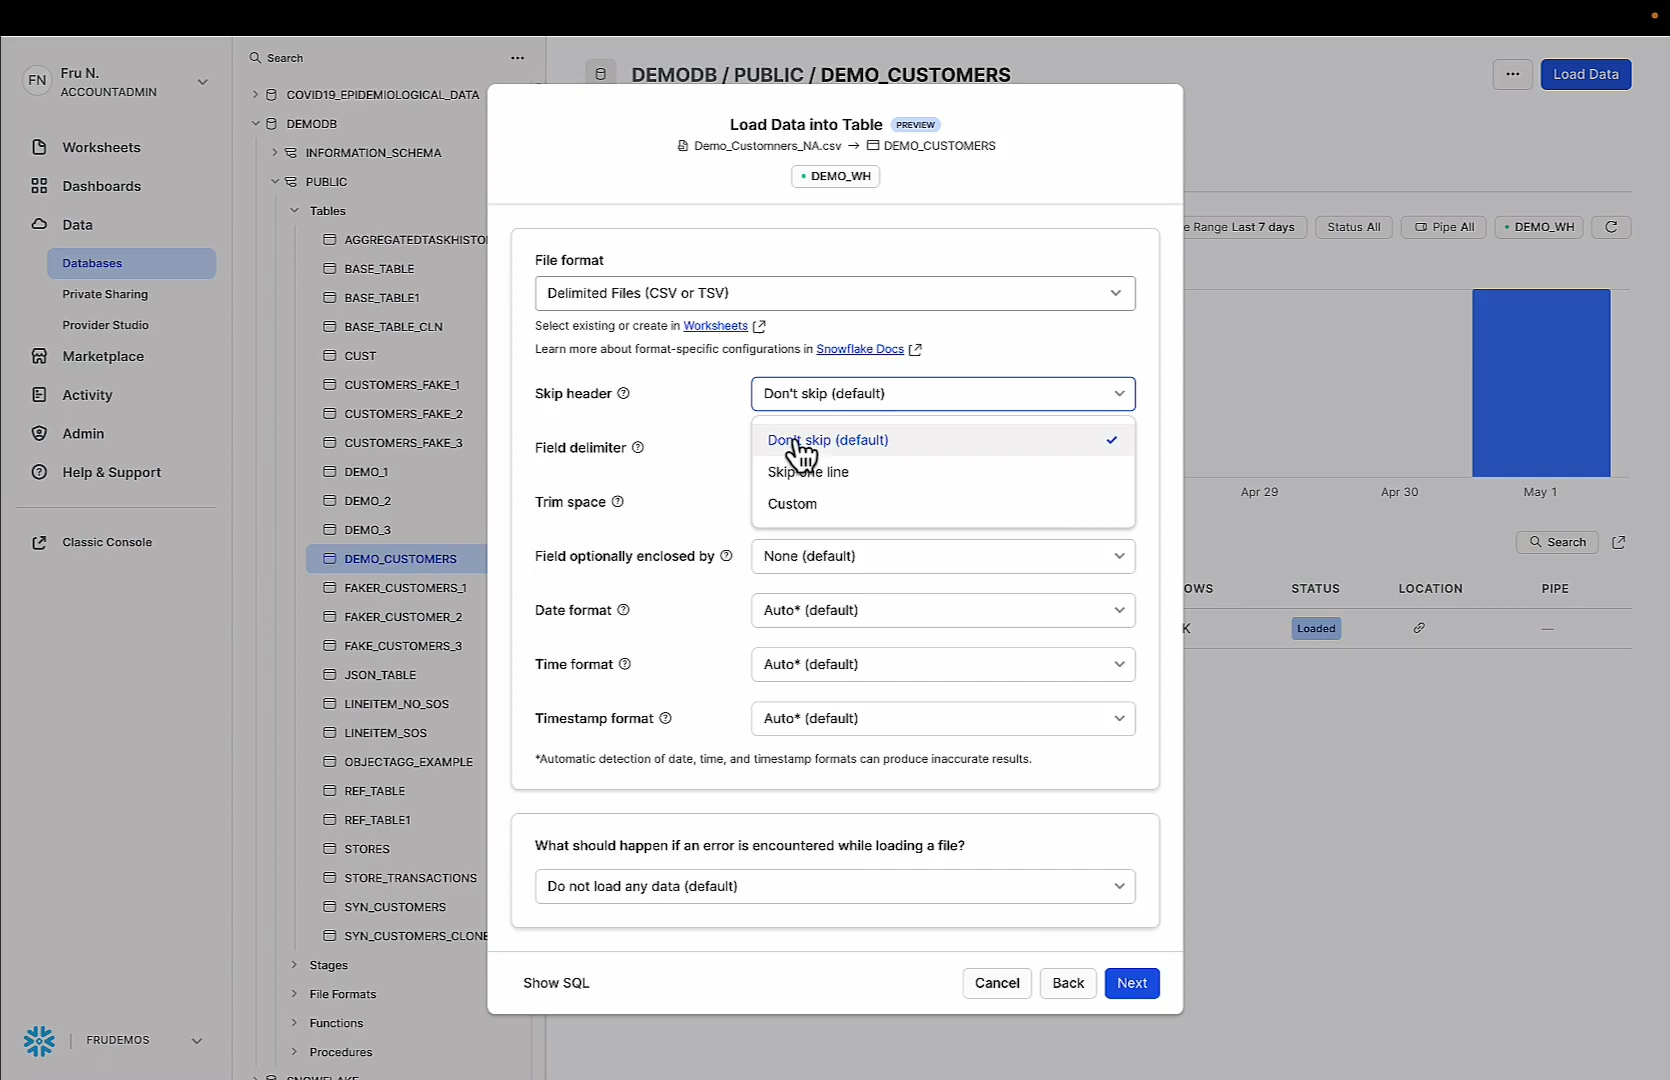 FN
Fru N.
ACCOUNTADMIN
Worksheets
Dashboards
Data
Databases
Private Sharing
Provider Studio
Marketplace
Activity
Admin
Help & Support
Classic Console
FRUDEMOS
Search
COVID19_EPIDEMIOLOGICAL_DATA
DEMODB
INFORMATION_SCHEMA
PUBLIC
Tables
AGGREGATEDTASKHISTO
BASE_TABLE
BASE_TABLE1
BASE_TABLE_CLN
CUST
CUSTOMERS_FAKE_1
CUSTOMERS_FAKE_2
CUSTOMERS_FAKE_3
DEMO_1
DEMO_2
DEMO_3
DEMO_CUSTOMERS
FAKER_CUSTOMERS_1
FAKER_CUSTOMER_2
FAKE_CUSTOMERS_3
JSON_TABLE
LINEITEM_NO_SOS
LINEITEM_SOS
OBJECTAGG_EXAMPLE
REF_TABLE
REF_TABLE1
STORES
STORE_TRANSACTIONS
SYN_CUSTOMERS
SYN_CUSTOMERS_CLONE
Stages
File Formats
Functions
Procedures
SNOWFLAKE
DEMODB / PUBLIC / DEMO_CUSTOMERS
... Load Data
Load Data into Table PREVIEW
Demo_Customners_NA.csv → DEMO_CUSTOMERS
DEMO_WH
File format
Delimited Files (CSV or TSV)
Select existing or create in Worksheets
Learn more about format-specific configurations in Snowflake Docs
Skip header Don't skip (default)
Don't skip (default)
Field delimiter
Skip one line
Trim space
Custom
Field optionally enclosed by None (default)
Date format Auto* (default)
Time format Auto* (default)
Timestamp format Auto* (default)
*Automatic detection of date, time, and timestamp formats can produce inaccurate results.
What should happen if an error is encountered while loading a file?
Do not load any data (default)
Show SQL Cancel Back Next
e Range Last 7 days Status All Pipe All DEMO_WH
Apr 29 Apr 30 May 1
Search
OWS STATUS LOCATION PIPE
K Loaded —